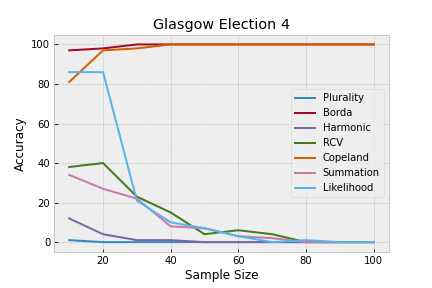 Glasgow Election 4
100
80
60
40
20
0
Accuracy
Plurality
Borda
Harmonic
RCV
Copeland
Summation
Likelihood
20 40 60 80 100
Sample Size